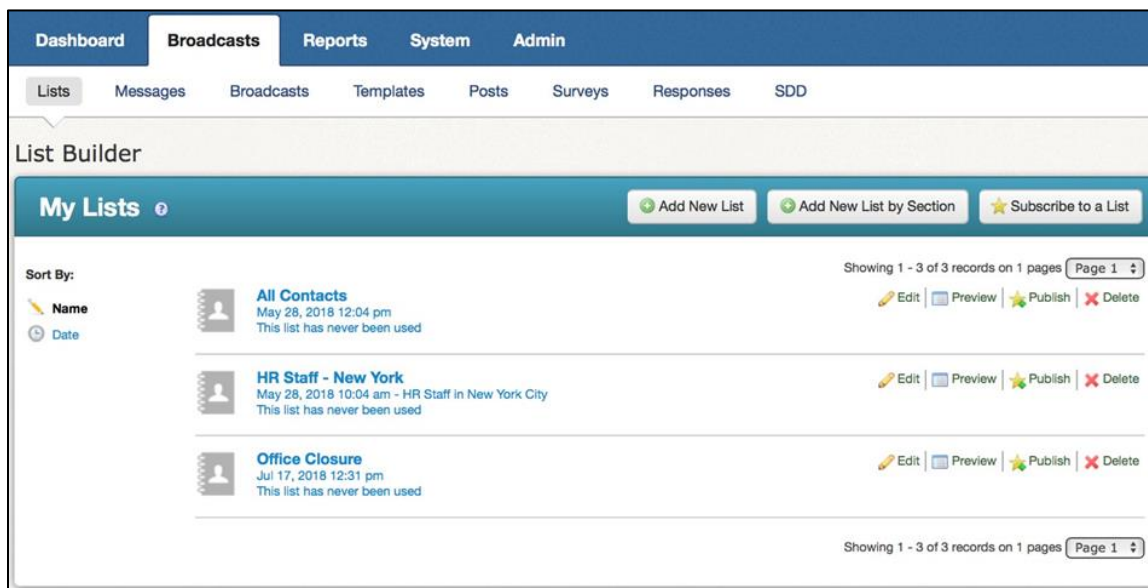 Dashboard Broadcasts Reports System Admin
Lists Messages Broadcasts Templates Posts Surveys Responses SDD
List Builder
My Lists ? Add New List Add New List by Section Subscribe to a List
Sort By:
Name
Date
Showing 1 - 3 of 3 records on 1 pages Page 1
All Contacts
May 28, 2018 12:04 pm
This list has never been used
Edit Preview Publish Delete
HR Staff - New York
May 28, 2018 10:04 am - HR Staff in New York City
This list has never been used
Edit Preview Publish Delete
Office Closure
Jul 17, 2018 12:31 pm
This list has never been used
Edit Preview Publish Delete
Showing 1 - 3 of 3 records on 1 pages Page 1